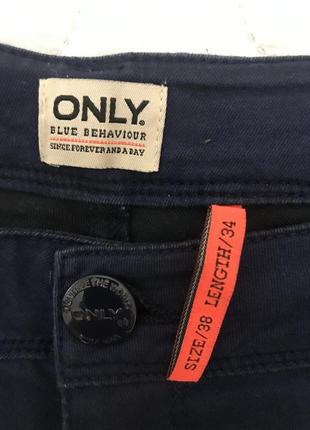 ONLY.
BLUE BEHAVIOUR
SINCE FOREVER AND A DAY
SIZE/38 LENGTH/34
ONLY